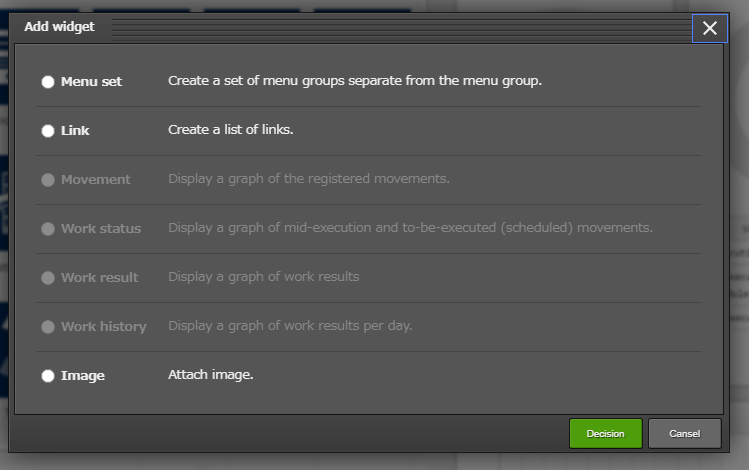 Add widget
Menu set Create a set of menu groups separate from the menu group.
Link Create a list of links.
Movement Display a graph of the registered movements.
Work status Display a graph of mid-execution and to-be-executed (scheduled) movements.
Work result Display a graph of work results
Work history Display a graph of work results per day.
Image Attach image.
Decision Cansel